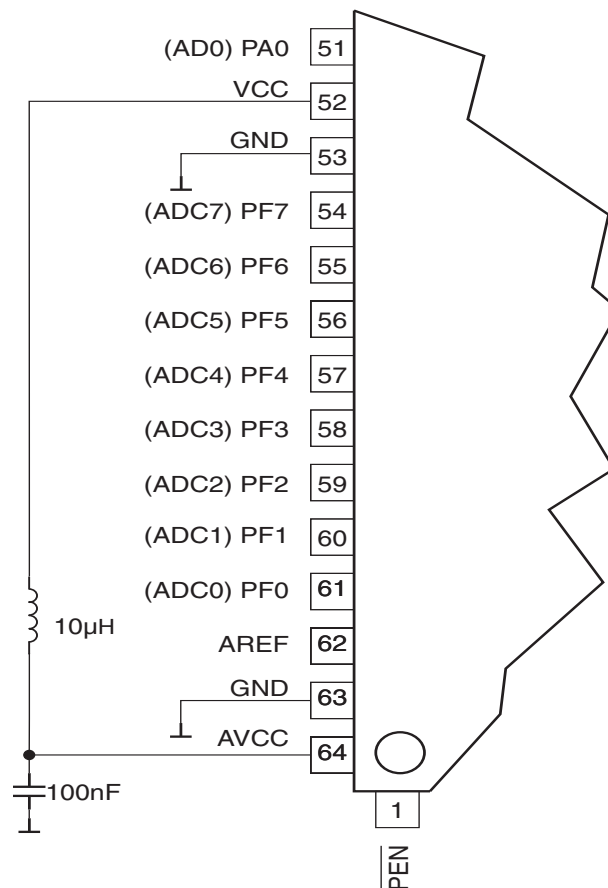 (AD0) PA0 51
VCC 52
GND 53
(ADC7) PF7 54
(ADC6) PF6 55
(ADC5) PF5 56
(ADC4) PF4 57
(ADC3) PF3 58
(ADC2) PF2 59
(ADC1) PF1 60
(ADC0) PF0 61
10µH
AREF 62
GND 63
AVCC 64
100nF
1
PEN